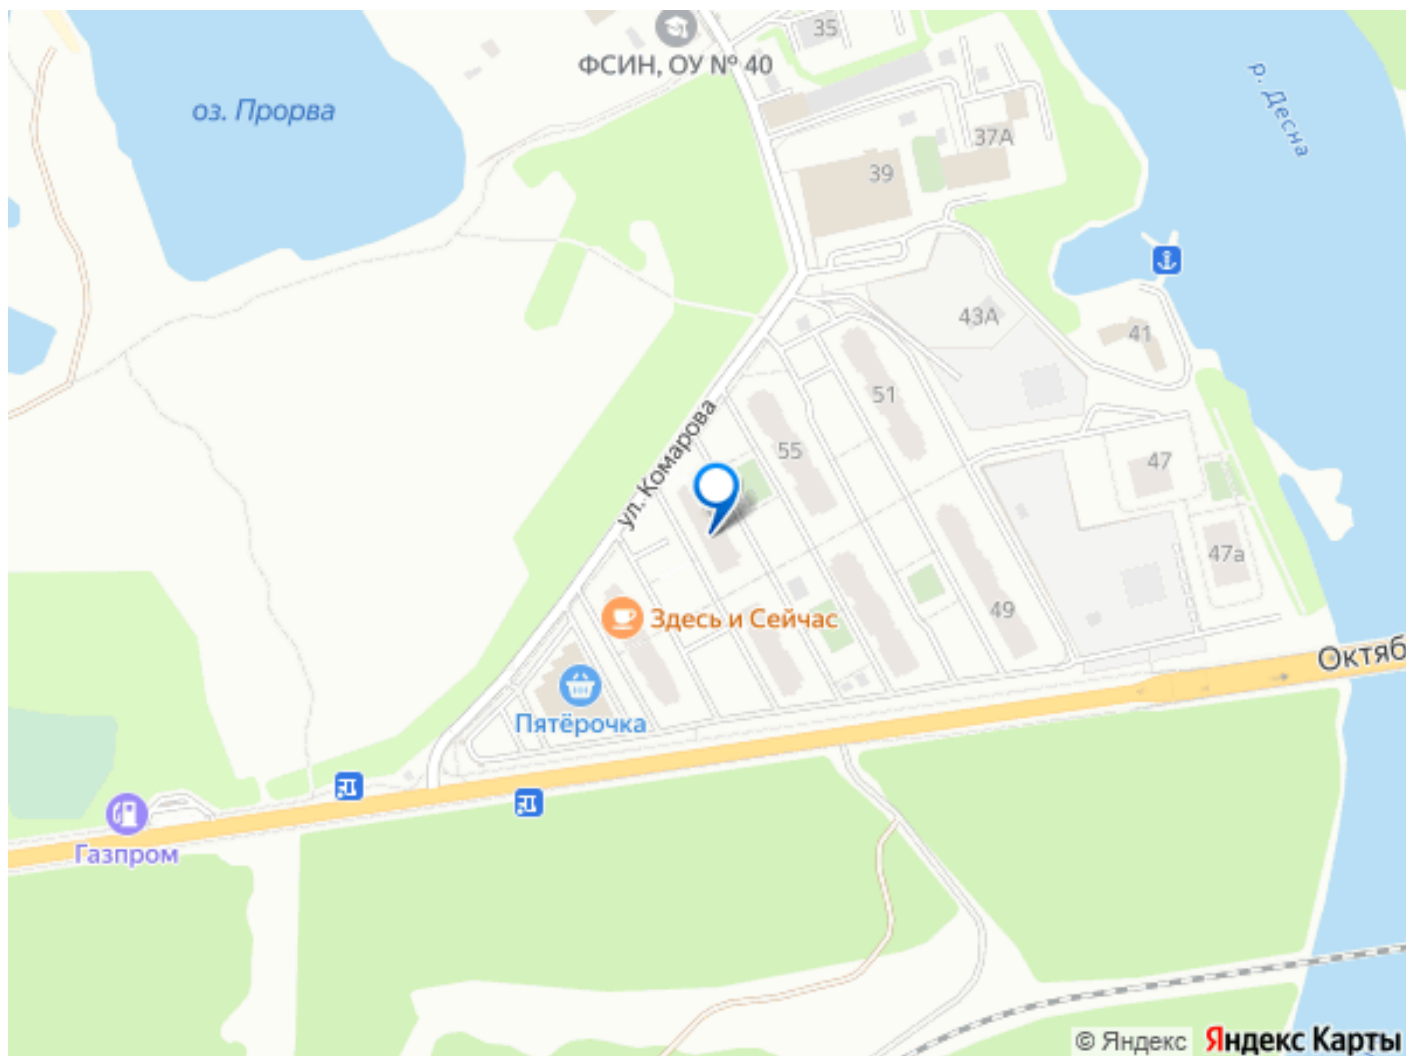 35
ФСИН, ОУ № 40
р. Десна
оз. Прорва
37А
39
43А
41
51
ул. Комарова
55
47
47а
49
Здесь и Сейчас
Октяб
Пятёрочка
Газпром
© Яндекс Яндекс Карты